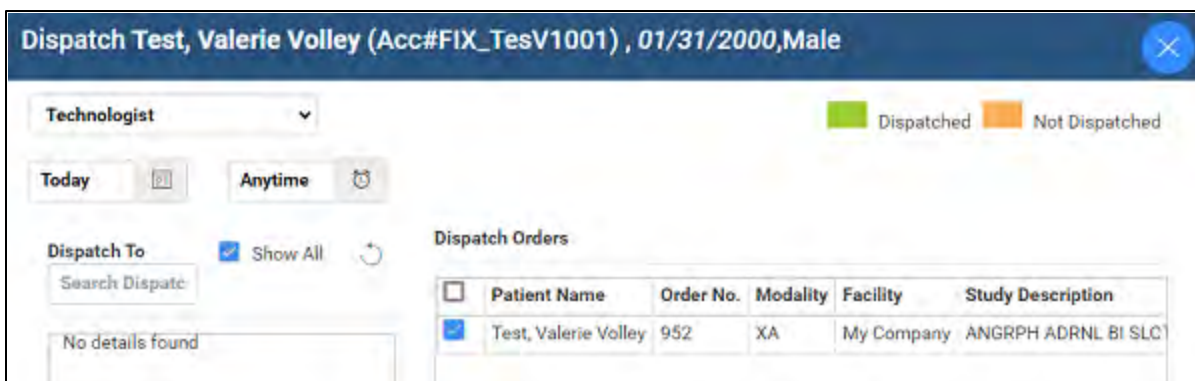 Dispatch Test, Valerie Volley (Acc#FIX_TesV1001) , 01/31/2000,Male
Technologist
Dispatched Not Dispatched
Today Anytime
Dispatch To Show All
Search Dispatc
No details found
Dispatch Orders
Patient Name Order No. Modality Facility Study Description
Test, Valerie Volley 952 XA My Company ANGRPH ADRNL BI SLCT